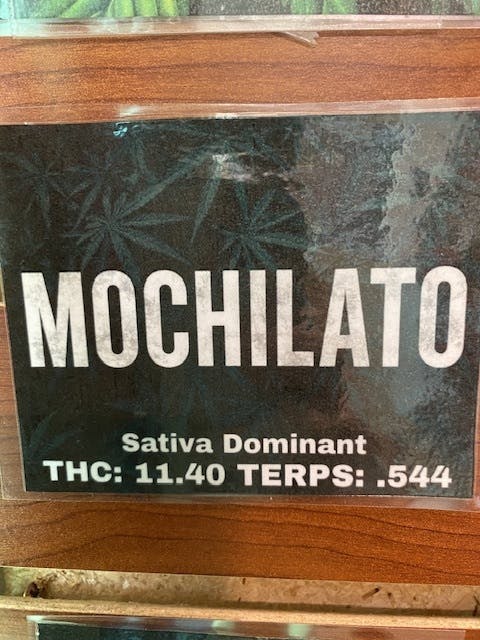 MOCHILATO
Sativa Dominant
THC: 11.40 TERPS: .544